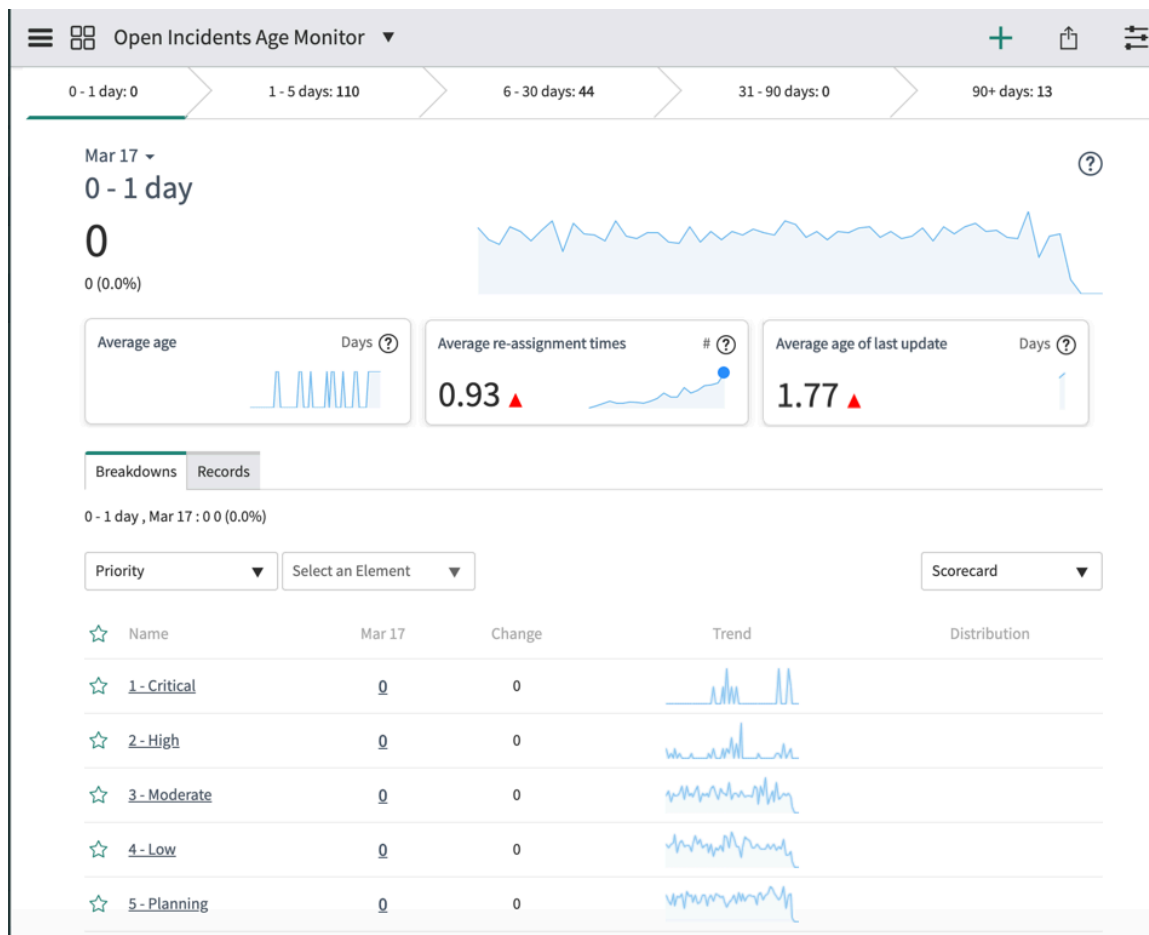 Open Incidents Age Monitor
0 - 1 day: 0
1 - 5 days: 110
6 - 30 days: 44
31 - 90 days: 0
90+ days: 13
Mar 17
0 - 1 day
0
0 (0.0%)
Average age Days
Average re-assignment times #
0.93
Average age of last update Days
1.77
Breakdowns Records
0 - 1 day , Mar 17 : 0 0 (0.0%)
Priority Select an Element Scorecard
Name Mar 17 Change Trend Distribution
1 - Critical 0 0
2 - High 0 0
3 - Moderate 0 0
4 - Low 0 0
5 - Planning 0 0